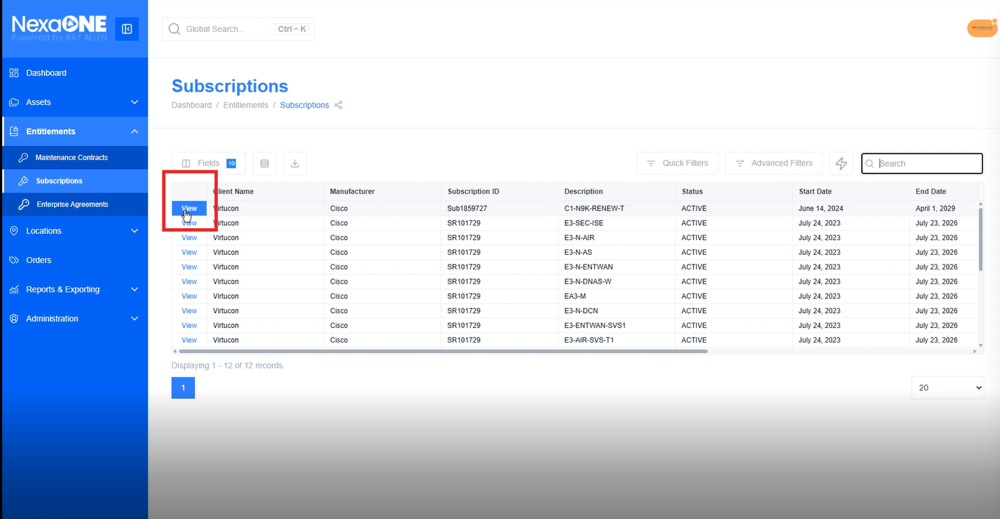 NexaONE
Powered by RAY ALLEN
Global Search... Ctrl ^ K
Dashboard
Assets
Entitlements
Maintenance Contracts
Subscriptions
Enterprise Agreements
Locations
Orders
Reports & Exporting
Administration
Subscriptions
Dashboard / Entitlements / Subscriptions
Fields 10 Quick Filters Advanced Filters Search
Client Name Manufacturer Subscription ID Description Status Start Date End Date
View Virtucon Cisco Sub1859727 C1-N9K-RENEW-T ACTIVE June 14, 2024 April 1, 2029
View Virtucon Cisco SR101729 E3-SEC-ISE ACTIVE July 24, 2023 July 23, 2026
View Virtucon Cisco SR101729 E3-N-AIR ACTIVE July 24, 2023 July 23, 2026
View Virtucon Cisco SR101729 E3-N-AS ACTIVE July 24, 2023 July 23, 2026
View Virtucon Cisco SR101729 E3-N-ENTWAN ACTIVE July 24, 2023 July 23, 2026
View Virtucon Cisco SR101729 E3-N-DNAS-W ACTIVE July 24, 2023 July 23, 2026
View Virtucon Cisco SR101729 EA3-M ACTIVE July 24, 2023 July 23, 2026
View Virtucon Cisco SR101729 E3-N-DCN ACTIVE July 24, 2023 July 23, 2026
View Virtucon Cisco SR101729 E3-ENTWAN-SVS1 ACTIVE July 24, 2023 July 23, 2026
View Virtucon Cisco SR101729 E3-AIR-SVS-T1 ACTIVE July 24, 2023 July 23, 2026
Displaying 1 - 12 of 12 records.
1 20